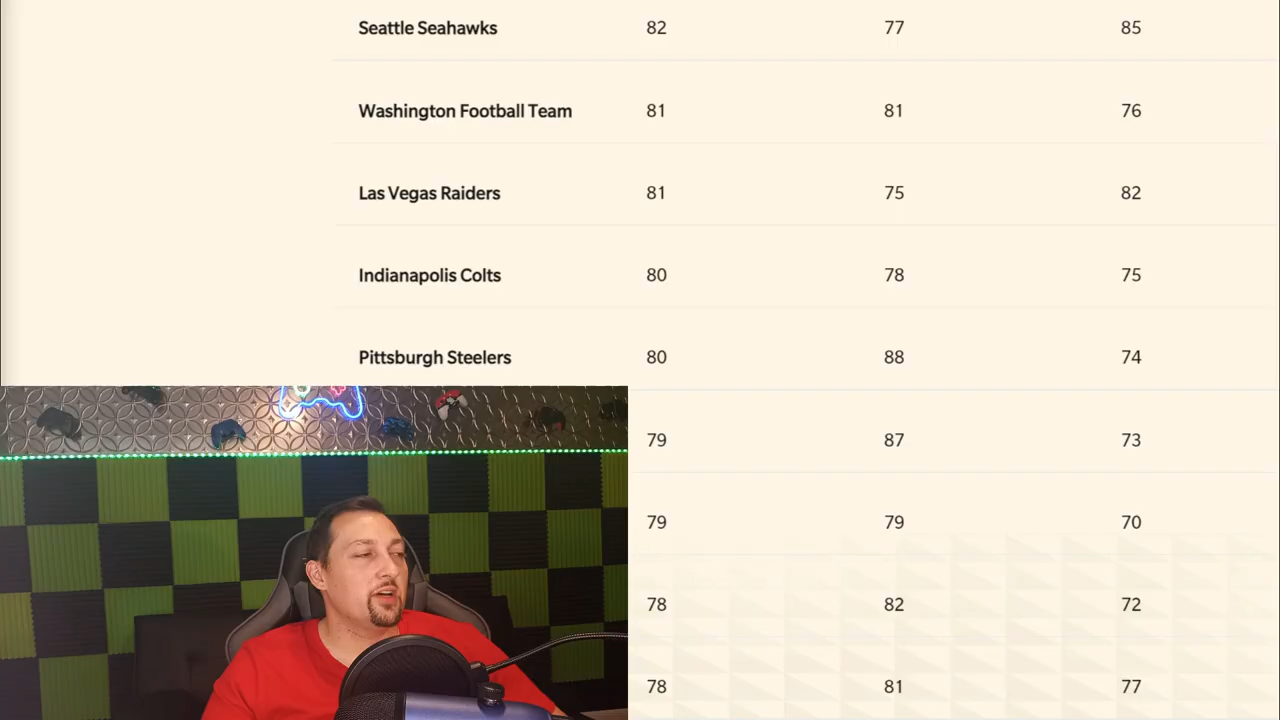 Seattle Seahawks 82 77 85
Washington Football Team 81 81 76
Las Vegas Raiders 81 75 82
Indianapolis Colts 80 78 75
Pittsburgh Steelers 80 88 74
79 87 73
79 79 70
78 82 72
78 81 77